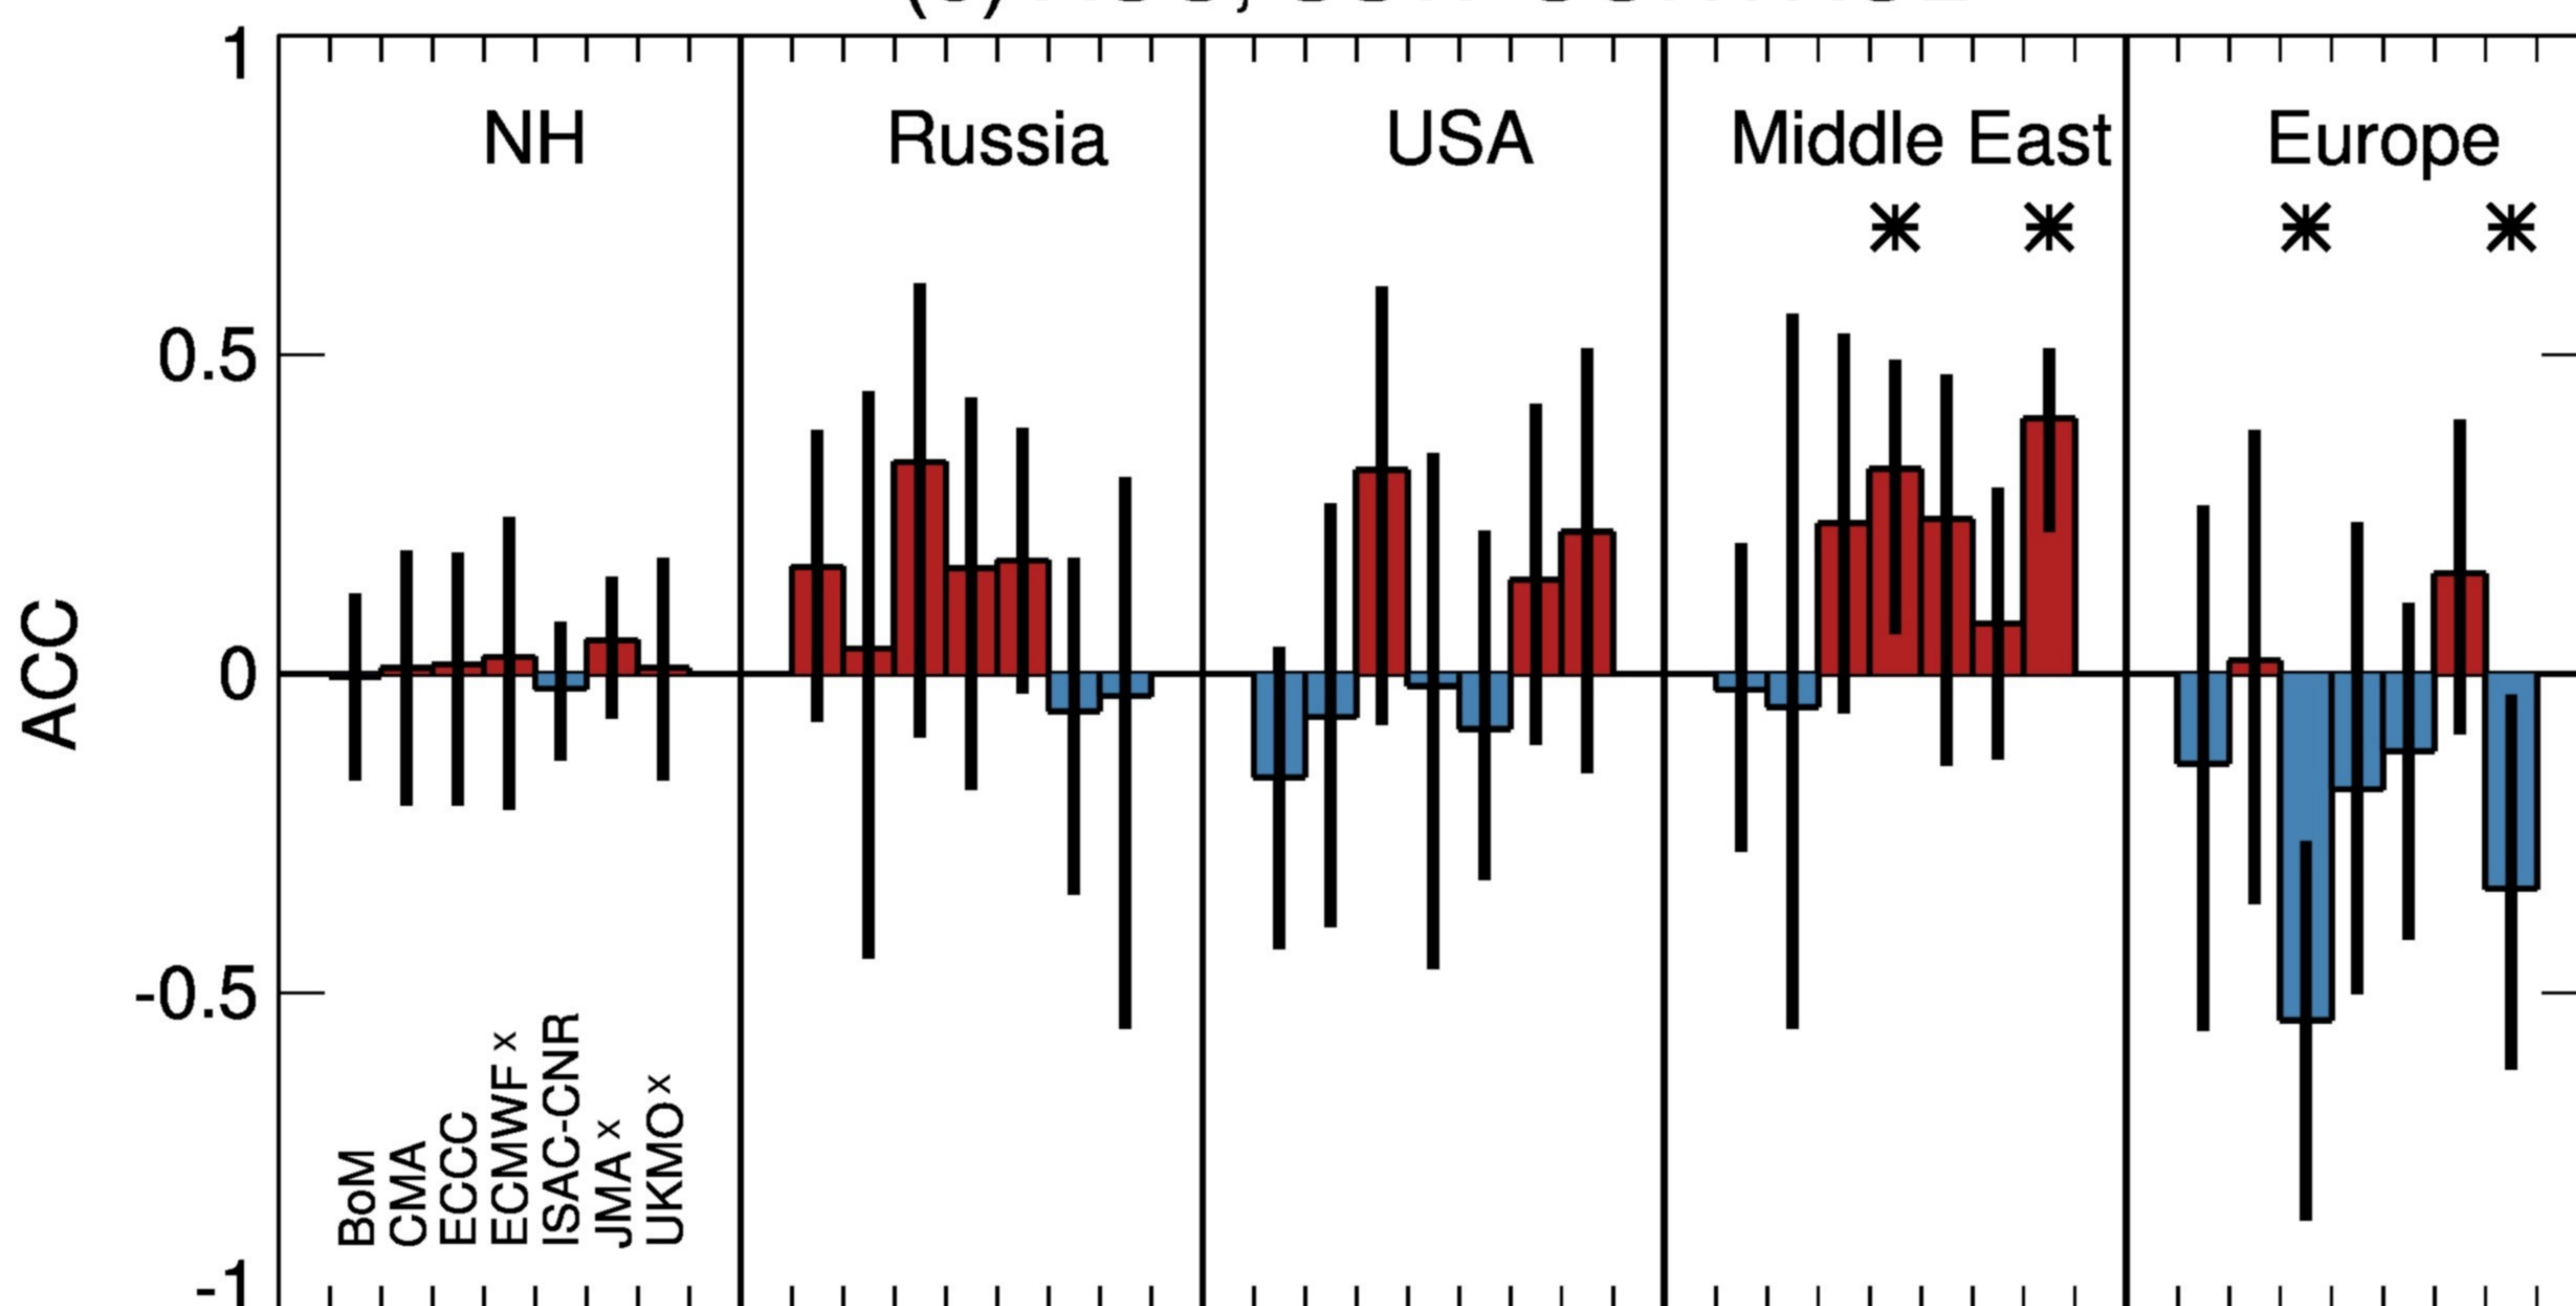 1
NH
Russia
USA
Middle East
Europe
0.5
ACC
0
-0.5
BoM
CMA
ECCC
ECMWF x
ISAC-CNR
JMA x
UKMO x
-1